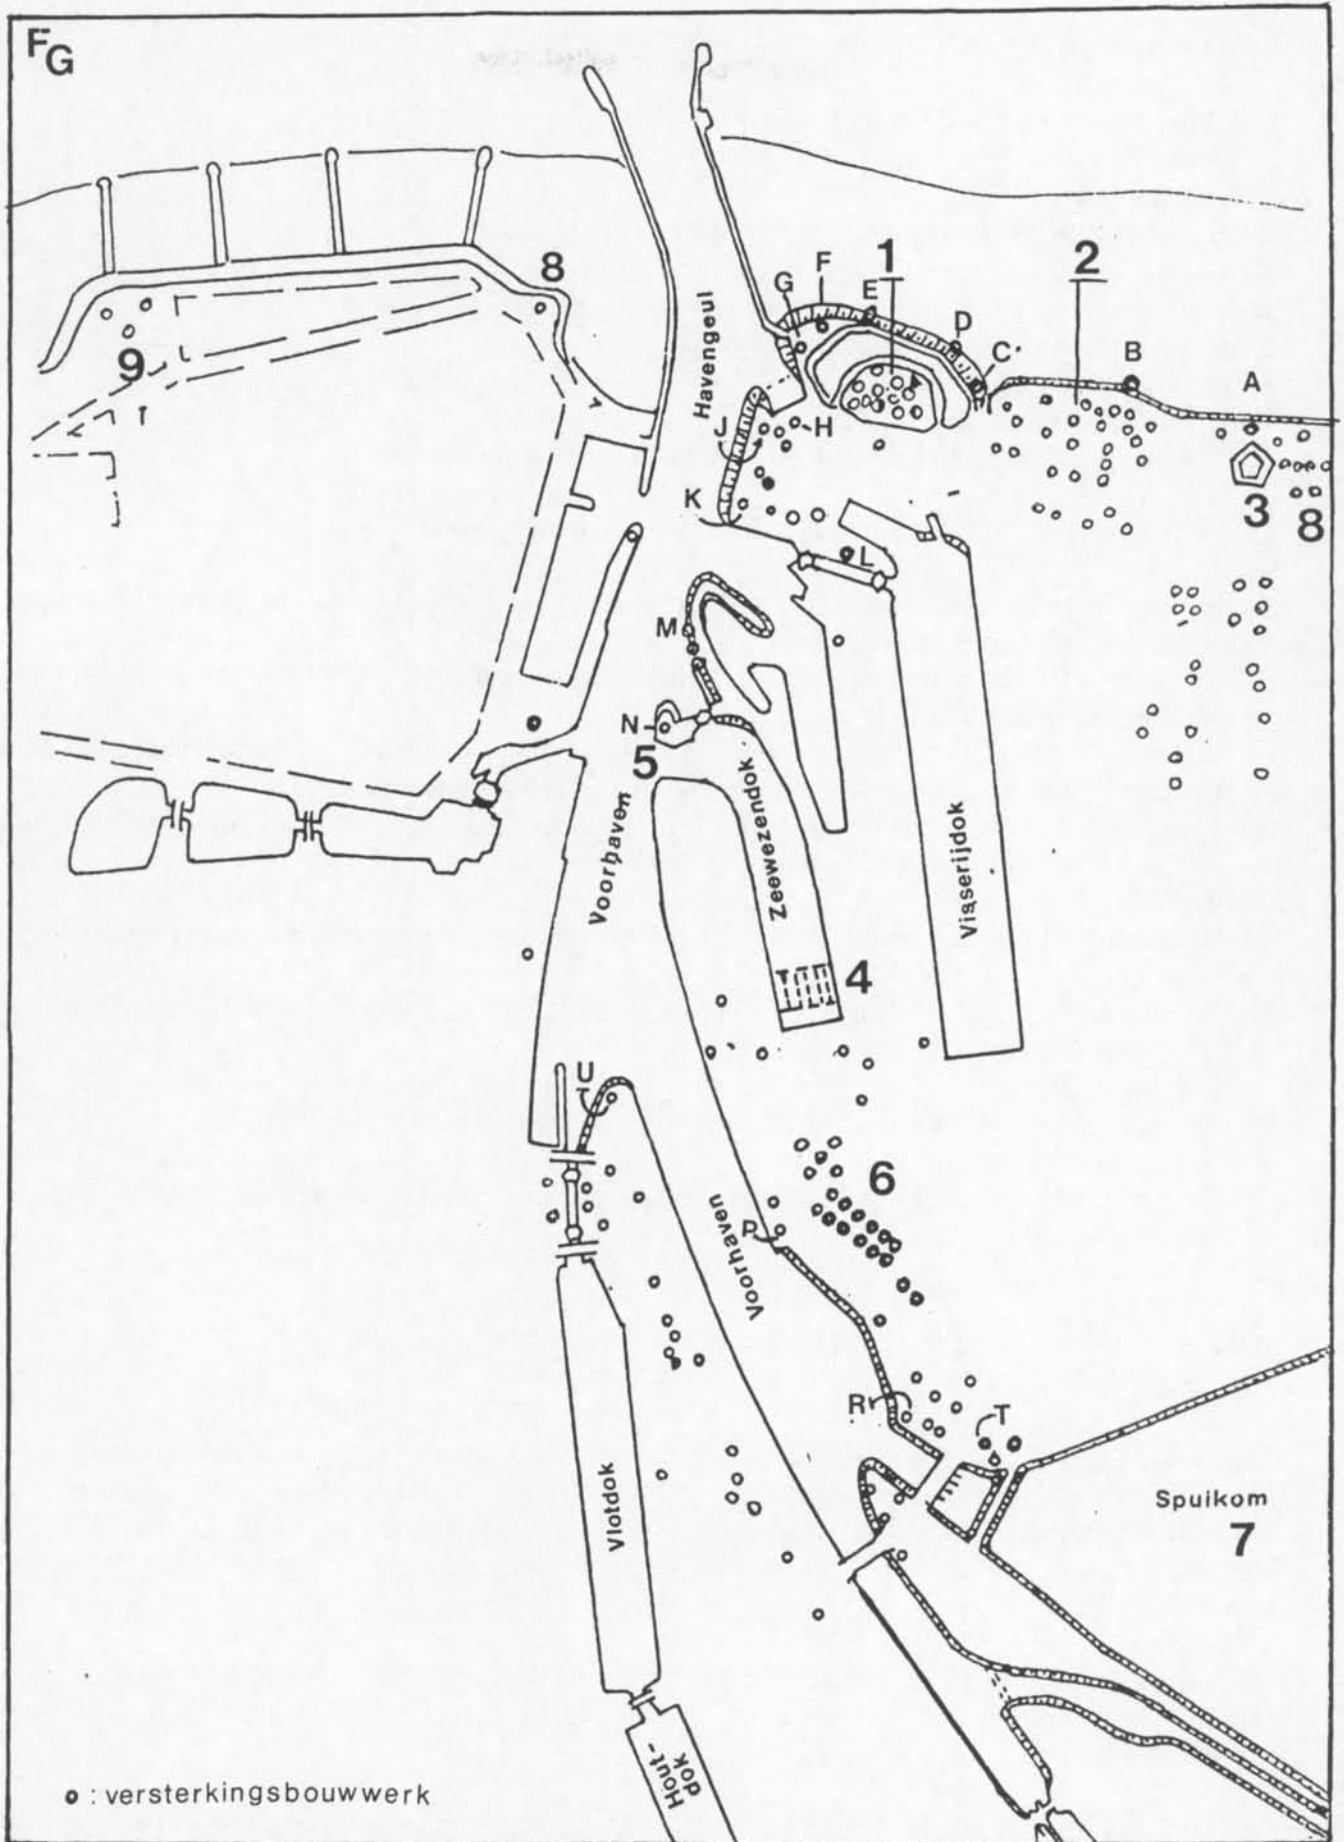 FG
8
Havengeul
G
F
E
1
D
C
2
B
A
9
J
H
K
3
8
L
M
N
5
Voorhaven
Zeewezendok
Visserijdok
4
U
6
Voorhaven
P
R
T
Vlotdok
Spuikom
7
Hout-
dok
o : versterkingsbouwwerk